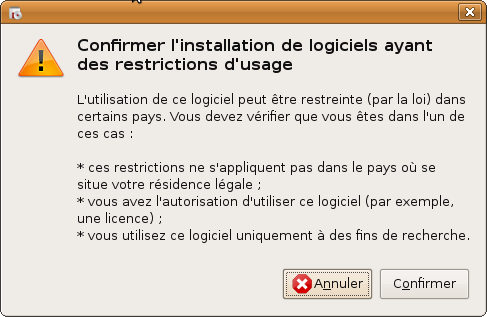 Confirmer l'installation de logiciels ayant
des restrictions d'usage
L'utilisation de ce logiciel peut être restreinte (par la loi) dans
certains pays. Vous devez vérifier que vous êtes dans l'un de
ces cas :
* ces restrictions ne s'appliquent pas dans le pays où se
situe votre résidence légale ;
* vous avez l'autorisation d'utiliser ce logiciel (par exemple,
une licence) ;
* vous utilisez ce logiciel uniquement à des fins de recherche.
Annuler Confirmer